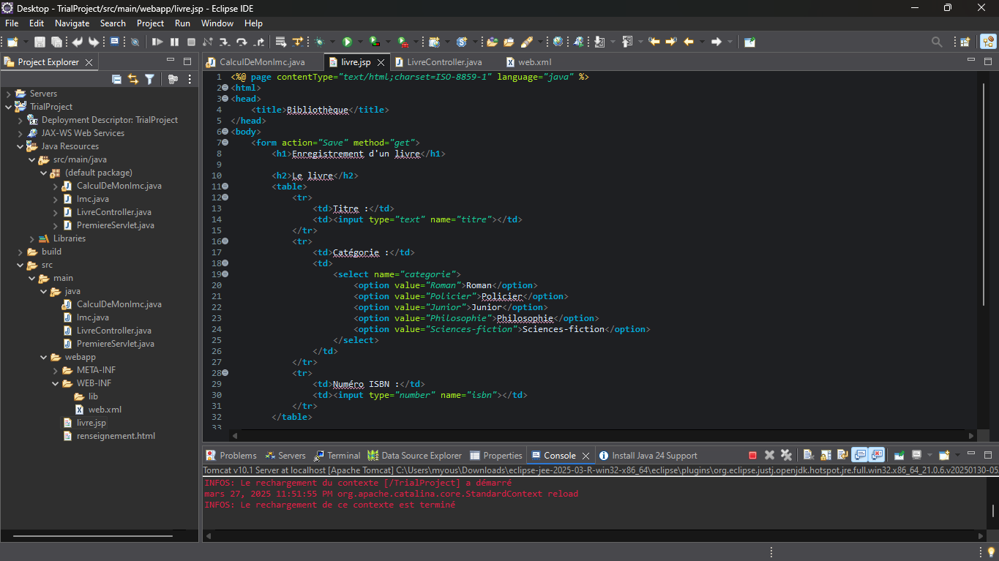 Desktop - TrialProject/src/main/webapp/livre.jsp - Eclipse IDE
File Edit Navigate Search Project Run Window Help
Project Explorer
Servers
TrialProject
Deployment Descriptor: TrialProject
JAX-WS Web Services
Java Resources
src/main/java
(default package)
CalculDeMonImc.java
Imc.java
LivreController.java
PremiereServlet.java
Libraries
build
src
main
java
CalculDeMonImc.java
Imc.java
LivreController.java
PremiereServlet.java
webapp
META-INF
WEB-INF
lib
web.xml
livre.jsp
renseignement.html
CalculDeMonImc.java livre.jsp LivreController.java web.xml
1 <%@ page contentType="text/html;charset=ISO-8859-1" language="java" %>
2 <html>
3 <head>
4 <title>Bibliothèque</title>
5 </head>
6 <body>
7 <form action="Save" method="get">
8 <h1>Enregistrement d'un livre</h1>
9
10 <h2>Le livre</h2>
11 <table>
12 <tr>
13 <td>Titre :</td>
14 <td><input type="text" name="titre"></td>
15 </tr>
16 <tr>
17 <td>Catégorie :</td>
18 <td>
19 <select name="categorie">
20 <option value="Roman">Roman</option>
21 <option value="Policier">Policier</option>
22 <option value="Junior">Junior</option>
23 <option value="Philosophie">Philosophie</option>
24 <option value="Sciences-fiction">Sciences-fiction</option>
25 </select>
26 </td>
27 </tr>
28 <tr>
29 <td>Numéro ISBN :</td>
30 <td><input type="number" name="isbn"></td>
31 </tr>
32 </table>
33
Problems Servers Terminal Data Source Explorer Properties Console Install Java 24 Support
Tomcat v10.1 Server at localhost [Apache Tomcat] C:\Users\myous\Downloads\eclipse-jee-2025-03-R-win32-x86_64\eclipse\plugins\org.eclipse.justj.openjdk.hotspot.jre.full.win32.x86_64_21.0.6.v20250130-05
INFOS: Le rechargement du contexte [/TrialProject] a démarré
mars 27, 2025 11:51:55 PM org.apache.catalina.core.StandardContext reload
INFOS: Le rechargement de ce contexte est terminé